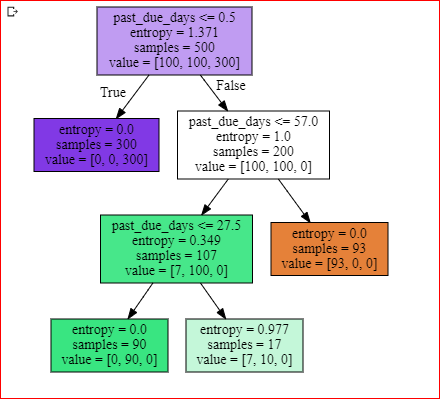 past_due_days <= 0.5
entropy = 1.371
samples = 500
value = [100, 100, 300]
True
False
entropy = 0.0
samples = 300
value = [0, 0, 300]
past_due_days <= 57.0
entropy = 1.0
samples = 200
value = [100, 100, 0]
past_due_days <= 27.5
entropy = 0.349
samples = 107
value = [7, 100, 0]
entropy = 0.0
samples = 93
value = [93, 0, 0]
entropy = 0.0
samples = 90
value = [0, 90, 0]
entropy = 0.977
samples = 17
value = [7, 10, 0]